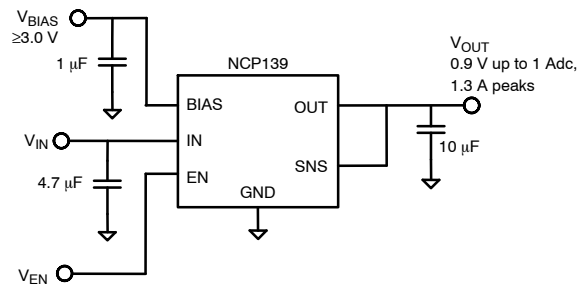 VBIAS
≥3.0 V
1 µF
NCP139
VOUT
0.9 V up to 1 Adc,
1.3 A peaks
BIAS
OUT
VIN
IN
10 µF
4.7 µF
EN
SNS
GND
VEN